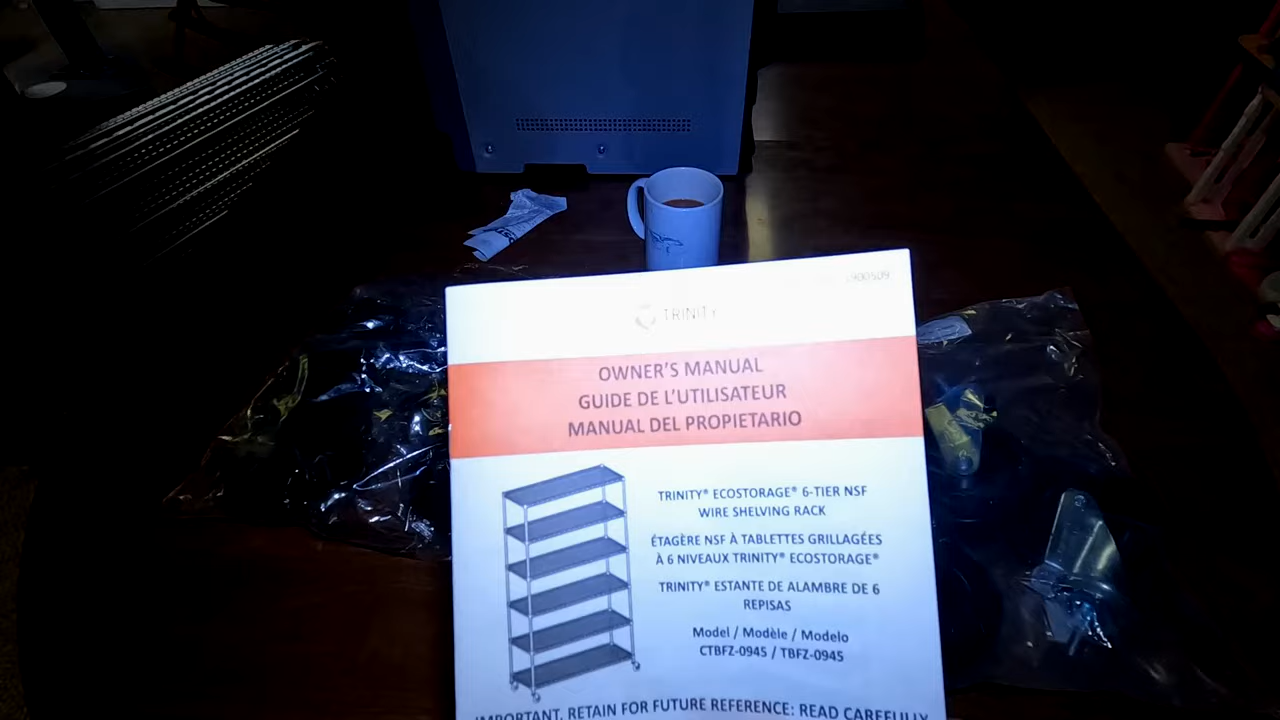 TRINITY
OWNER'S MANUAL
GUIDE DE L'UTILISATEUR
MANUAL DEL PROPIETARIO
TRINITY® ECOSTORAGE® 6-TIER NSF
WIRE SHELVING RACK
ÉTAGÈRE NSF À TABLETTES GRILLAGÉES
À 6 NIVEAUX TRINITY® ECOSTORAGE®
TRINITY® ESTANTE DE ALAMBRE DE 6
REPISAS
Model / Modèle / Modelo
CTBFZ-0945 / TBFZ-0945
IMPORTANT, RETAIN FOR FUTURE REFERENCE: READ CAREFULLY